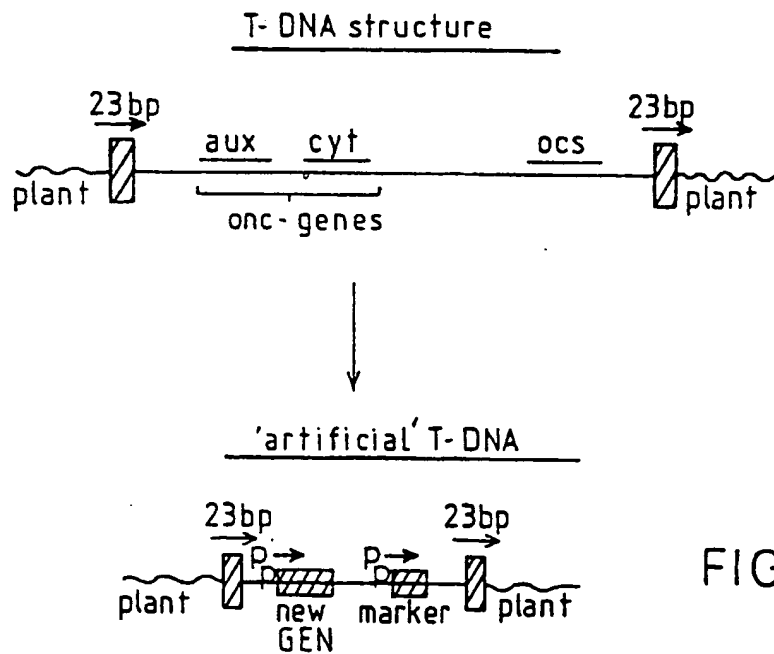 T-DNA structure
23bp 23bp
aux cyt ocs
plant plant
onc-genes
'artificial' T-DNA
23bp 23bp
p p
plant new GEN marker plant
FIG